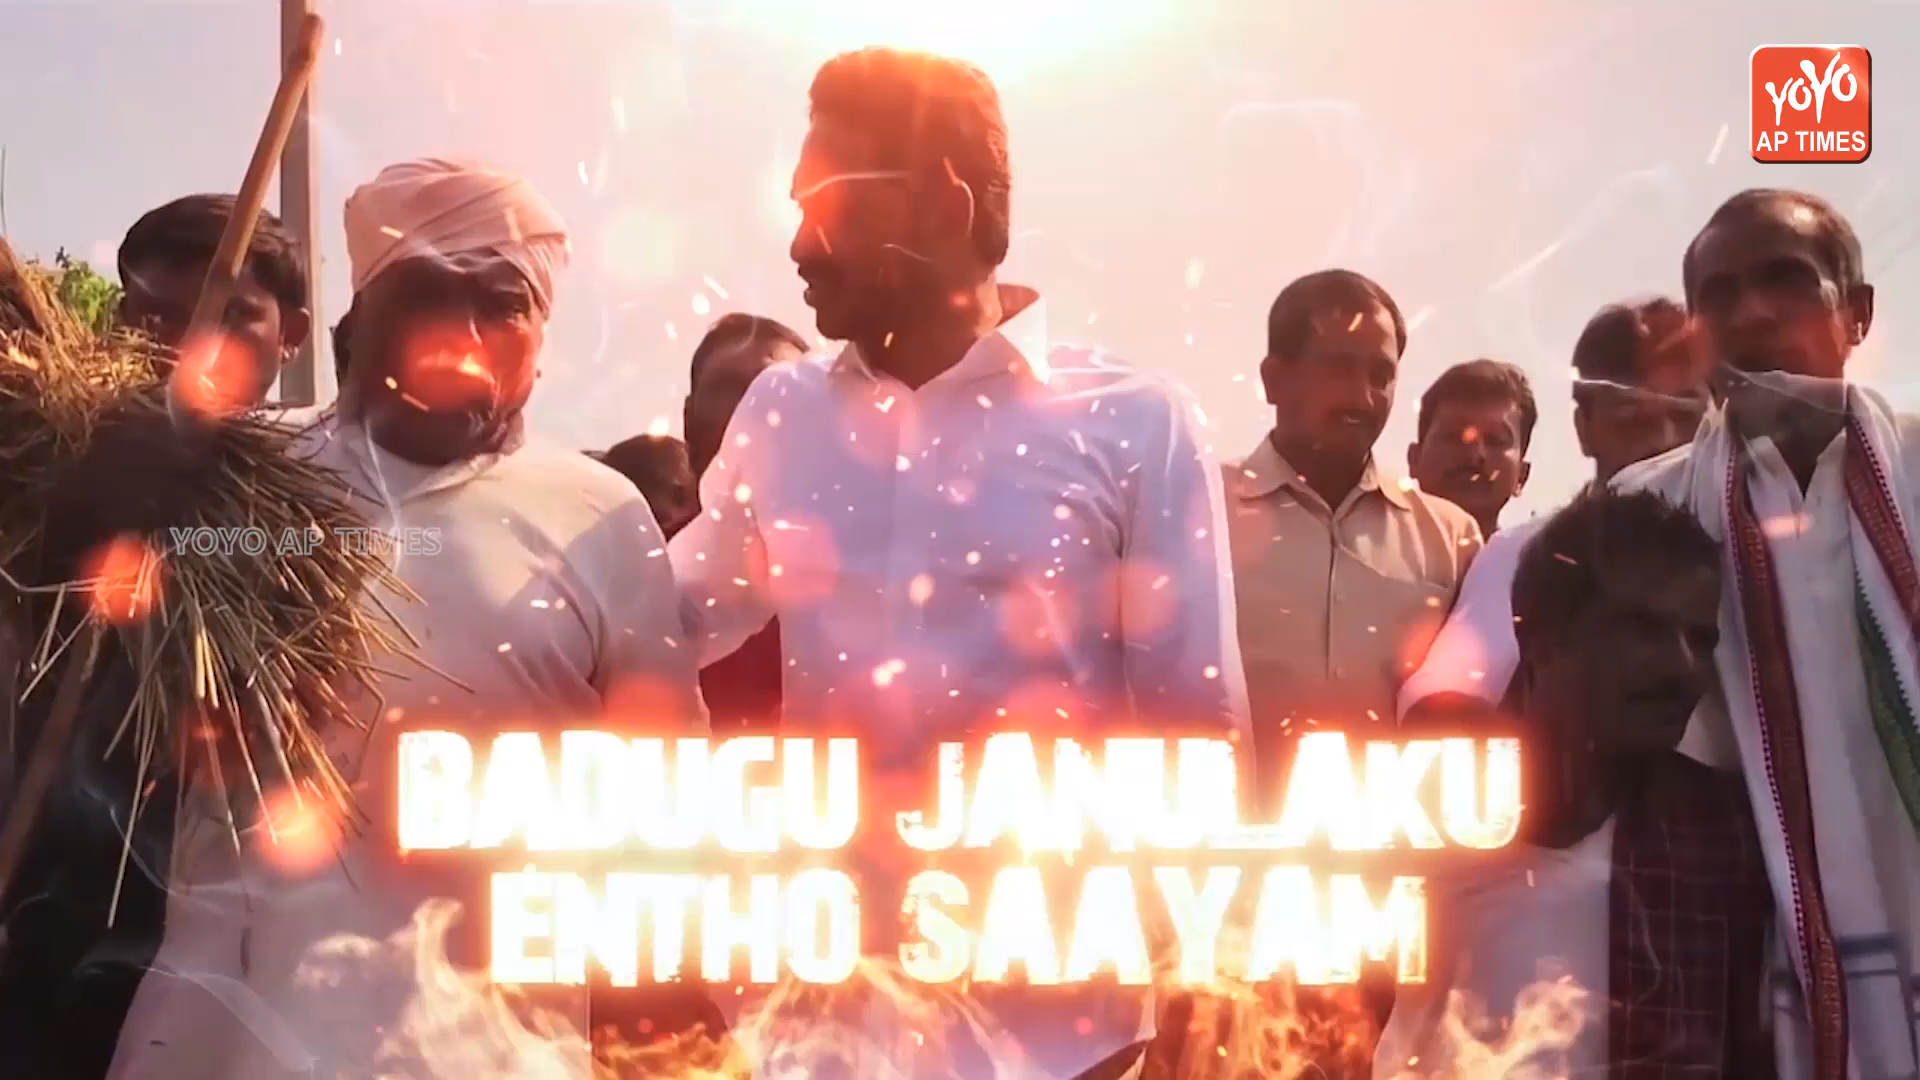 YOYO
AP TIMES
YOYO AP TIMES
BADUGU JANULAKU
ENTHO SAAYAM